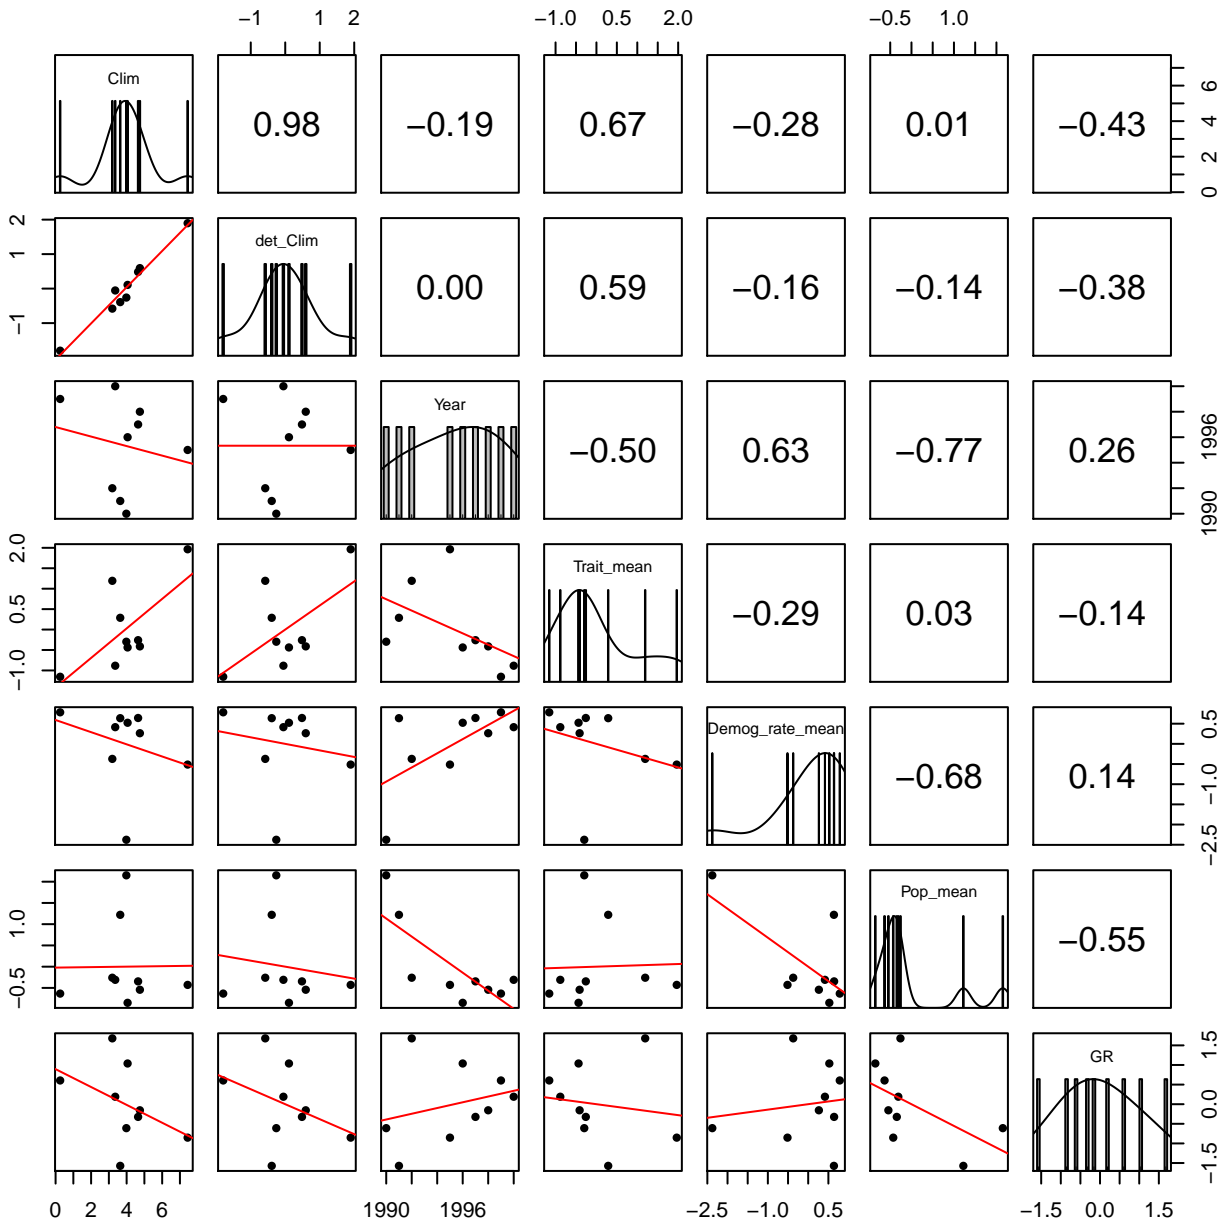 −1 1 2 −1.0 0.5 2.0 −0.5 1.0
Clim 0.98 −0.19 0.67 −0.28 0.01 −0.43 0 2 4 6
−1 1 2 det_Clim 0.00 0.59 −0.16 −0.14 −0.38
Year −0.50 0.63 −0.77 0.26 1990 1996
−1.0 0.5 2.0 Trait_mean −0.29 0.03 −0.14
Demog_rate_mean −0.68 0.14 −2.5 −1.0 0.5
−0.5 1.0 Pop_mean −0.55
GR −1.5 0.0 1.5
0 2 4 6 1990 1996 −2.5 −1.0 0.5 −1.5 0.0 1.5